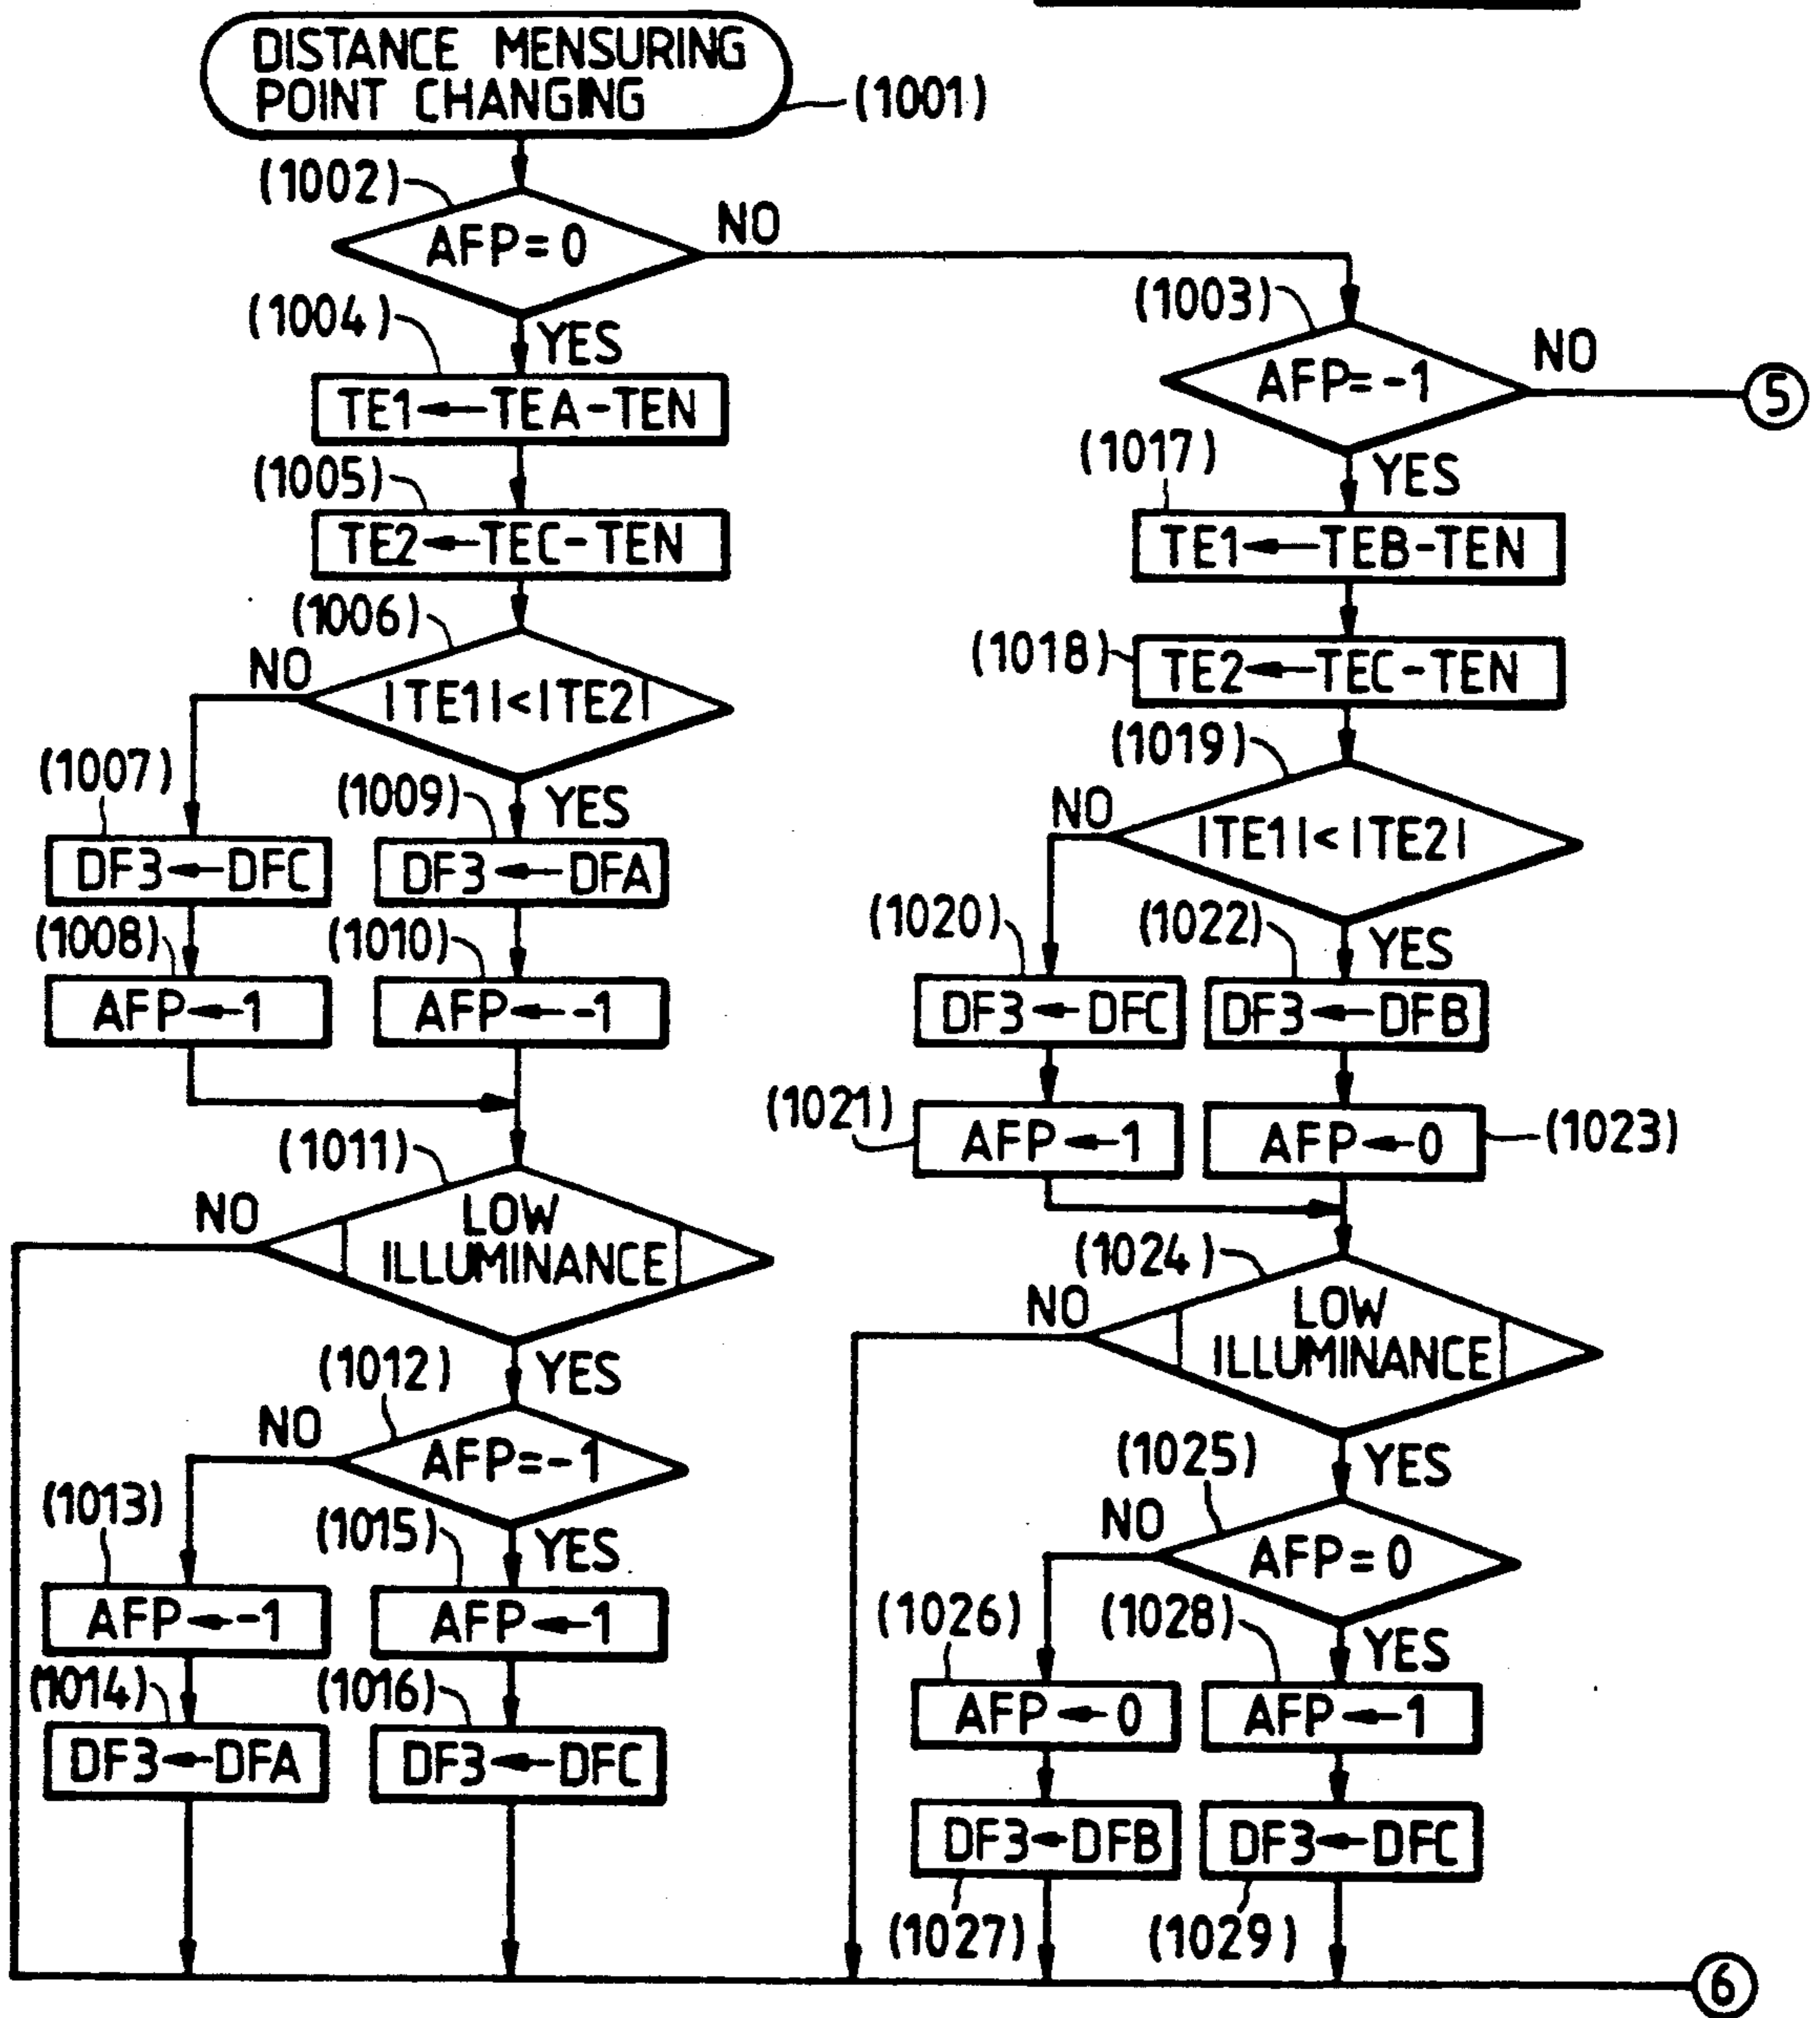 DISTANCE MENSURING
POINT CHANGING
(1001)
(1002)
AFP=0
NO
YES
(1003)
AFP=-1
NO
5
YES
(1004)
TE1←TEA-TEN
(1005)
TE2←TEC-TEN
(1006)
|TE1|<|TE2|
NO
YES
(1007)
DF3←DFC
(1008)
AFP←1
(1009)
DF3←DFA
(1010)
AFP←-1
(1011)
LOW
ILLUMINANCE
NO
YES
(1012)
AFP=-1
NO
YES
(1013)
AFP←-1
(1014)
DF3←DFA
(1015)
AFP←1
(1016)
DF3←DFC
(1017)
TE1←TEB-TEN
(1018)
TE2←TEC-TEN
(1019)
|TE1|<|TE2|
NO
YES
(1020)
DF3←DFC
(1021)
AFP←1
(1022)
DF3←DFB
(1023)
AFP←0
(1024)
LOW
ILLUMINANCE
NO
YES
(1025)
AFP=0
NO
YES
(1026)
AFP←0
(1027)
DF3←DFB
(1028)
AFP←1
(1029)
DF3←DFC
6